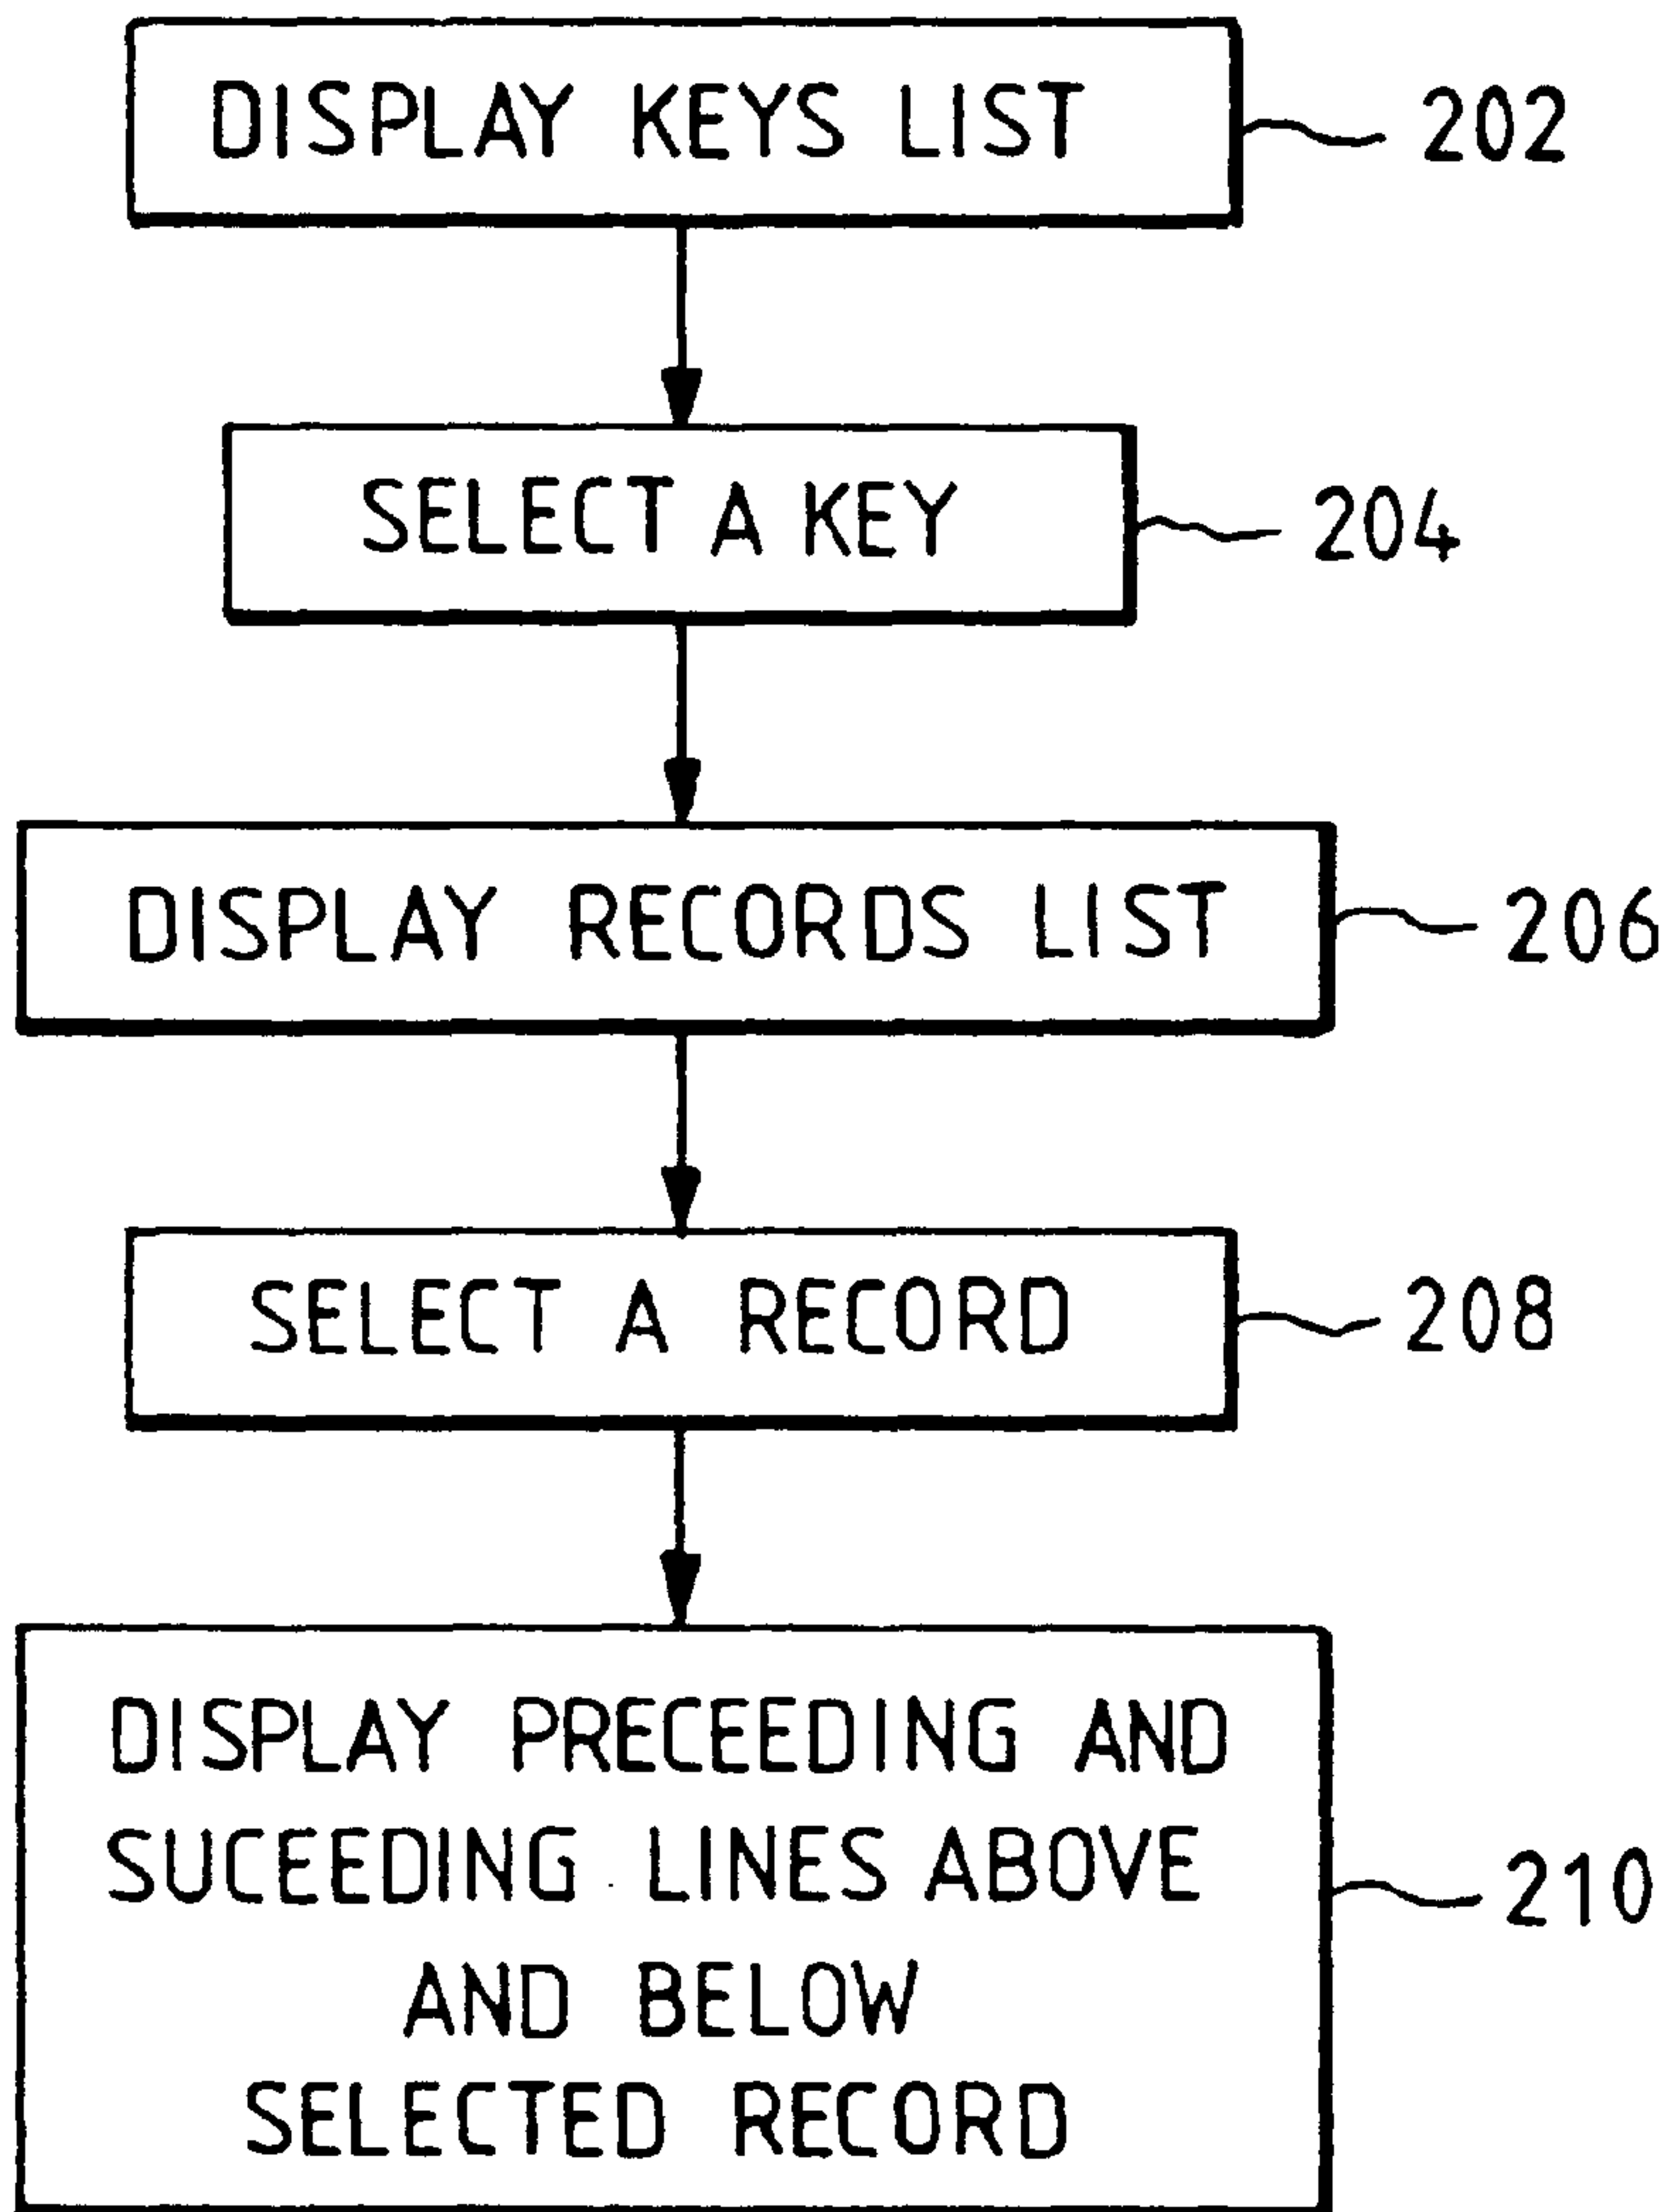 DISPLAY KEYS LIST
202
SELECT A KEY
204
DISPLAY RECORDS LIST
206
SELECT A RECORD
208
DISPLAY PRECEEDING AND
SUCEEDING LINES ABOVE
AND BELOW
SELECTED RECORD
210